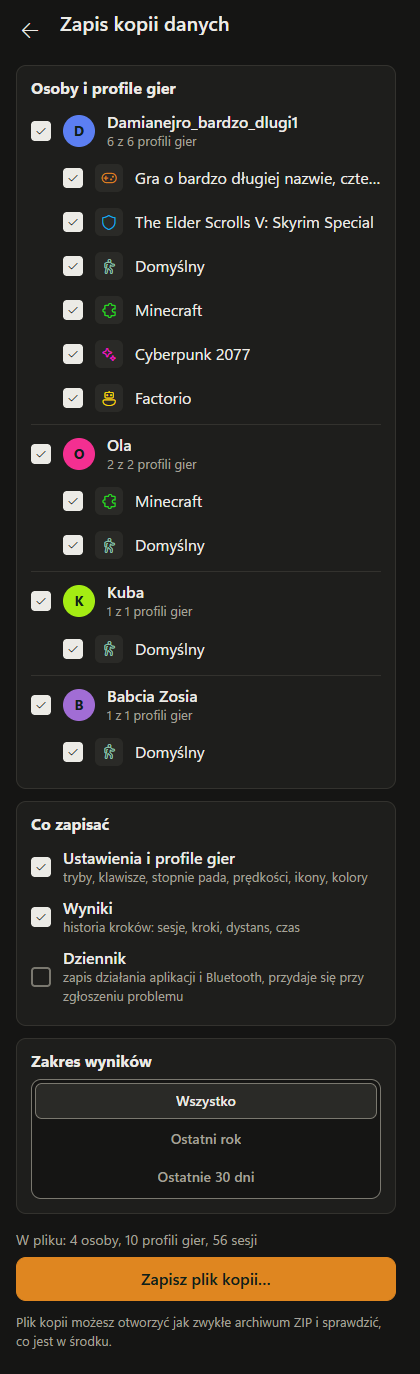 Zapis kopii danych
Osoby i profile gier
D
Damianejro_bardzo_dlugi1
6 z 6 profili gier
Gra o bardzo długiej nazwie, czte...
The Elder Scrolls V: Skyrim Special
Domyślny
Minecraft
Cyberpunk 2077
Factorio
O
Ola
2 z 2 profili gier
Minecraft
Domyślny
K
Kuba
1 z 1 profili gier
Domyślny
B
Babcia Zosia
1 z 1 profili gier
Domyślny
Co zapisać
Ustawienia i profile gier
tryby, klawisze, stopnie pada, prędkości, ikony, kolory
Wyniki
historia kroków: sesje, kroki, dystans, czas
Dziennik
zapis działania aplikacji i Bluetooth, przydaje się przy
zgłoszeniu problemu
Zakres wyników
Wszystko
Ostatni rok
Ostatnie 30 dni
W pliku: 4 osoby, 10 profili gier, 56 sesji
Zapisz plik kopii...
Plik kopii możesz otworzyć jak zwykłe archiwum ZIP i sprawdzić,
co jest w środku.